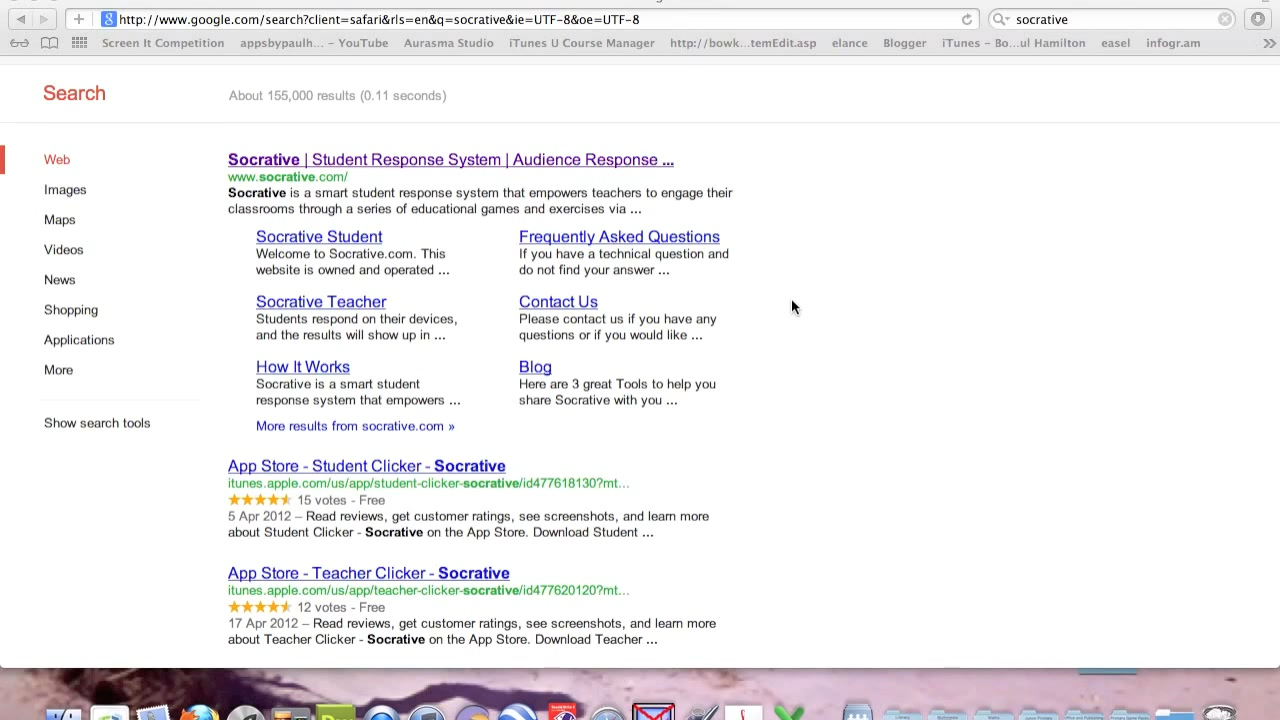 http://www.google.com/search?client=safari&rls=en&q=socrative&ie=UTF-8&oe=UTF-8
socrative
Screen It Competition appsbypaulh... – YouTube Aurasma Studio iTunes U Course Manager http://bowk...temEdit.asp elance Blogger iTunes – Bo...ul Hamilton easel infogr.am
Search
About 155,000 results (0.11 seconds)
Web
Images
Maps
Videos
News
Shopping
Applications
More
Show search tools
Socrative | Student Response System | Audience Response ...
www.socrative.com/
Socrative is a smart student response system that empowers teachers to engage their
classrooms through a series of educational games and exercises via ...
Socrative Student
Welcome to Socrative.com. This
website is owned and operated ...
Frequently Asked Questions
If you have a technical question and
do not find your answer ...
Socrative Teacher
Students respond on their devices,
and the results will show up in ...
Contact Us
Please contact us if you have any
questions or if you would like ...
How It Works
Socrative is a smart student
response system that empowers ...
Blog
Here are 3 great Tools to help you
share Socrative with you ...
More results from socrative.com »
App Store - Student Clicker - Socrative
itunes.apple.com/us/app/student-clicker-socrative/id477618130?mt...
15 votes - Free
5 Apr 2012 – Read reviews, get customer ratings, see screenshots, and learn more
about Student Clicker - Socrative on the App Store. Download Student ...
App Store - Teacher Clicker - Socrative
itunes.apple.com/us/app/teacher-clicker-socrative/id477620120?mt...
12 votes - Free
17 Apr 2012 – Read reviews, get customer ratings, see screenshots, and learn more
about Teacher Clicker - Socrative on the App Store. Download Teacher ...